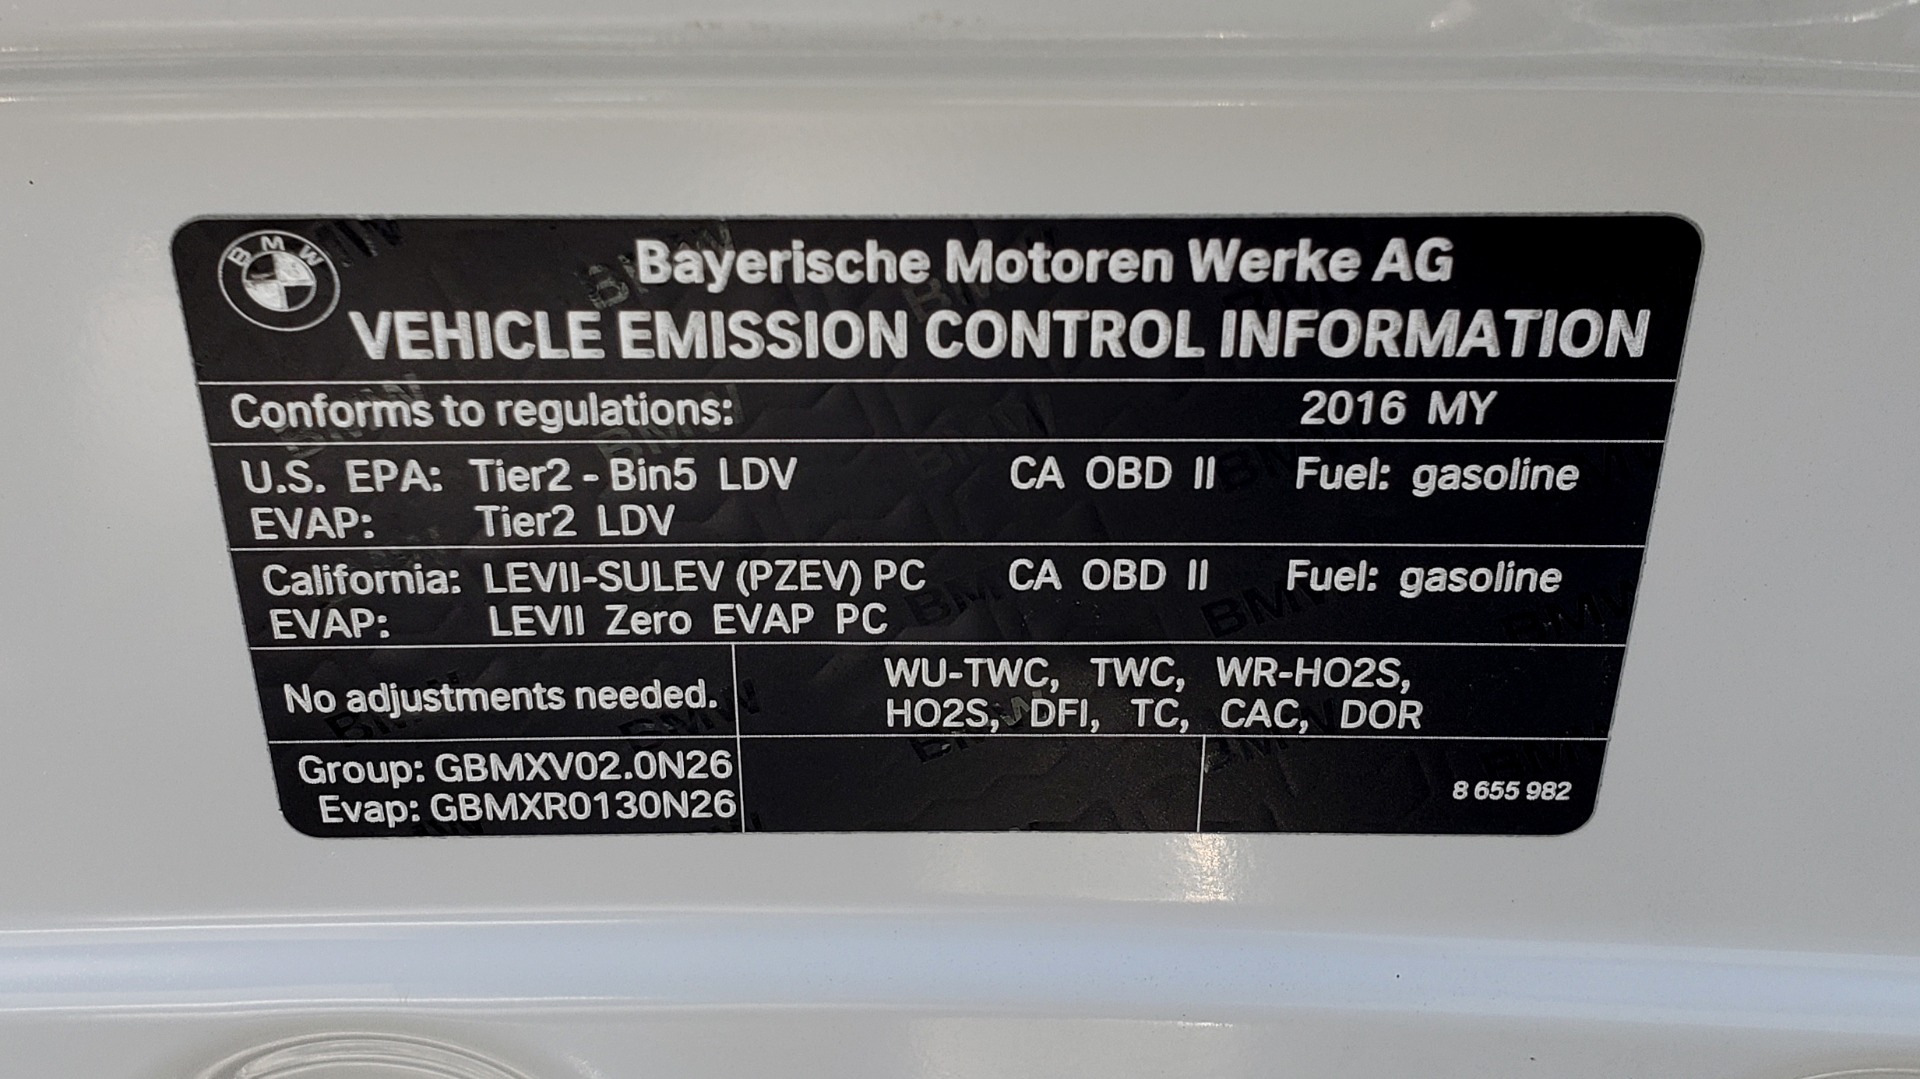 BMW
Bayerische Motoren Werke AG
VEHICLE EMISSION CONTROL INFORMATION
Conforms to regulations: 2016 MY
U.S. EPA: Tier2 - Bin5 LDV CA OBD II Fuel: gasoline
EVAP: Tier2 LDV
California: LEVII-SULEV (PZEV) PC CA OBD II Fuel: gasoline
EVAP: LEVII Zero EVAP PC
No adjustments needed.
WU-TWC, TWC, WR-HO2S,
HO2S, DFI, TC, CAC, DOR
Group: GBMXV02.0N26
Evap: GBMXR0130N26
8 655 982